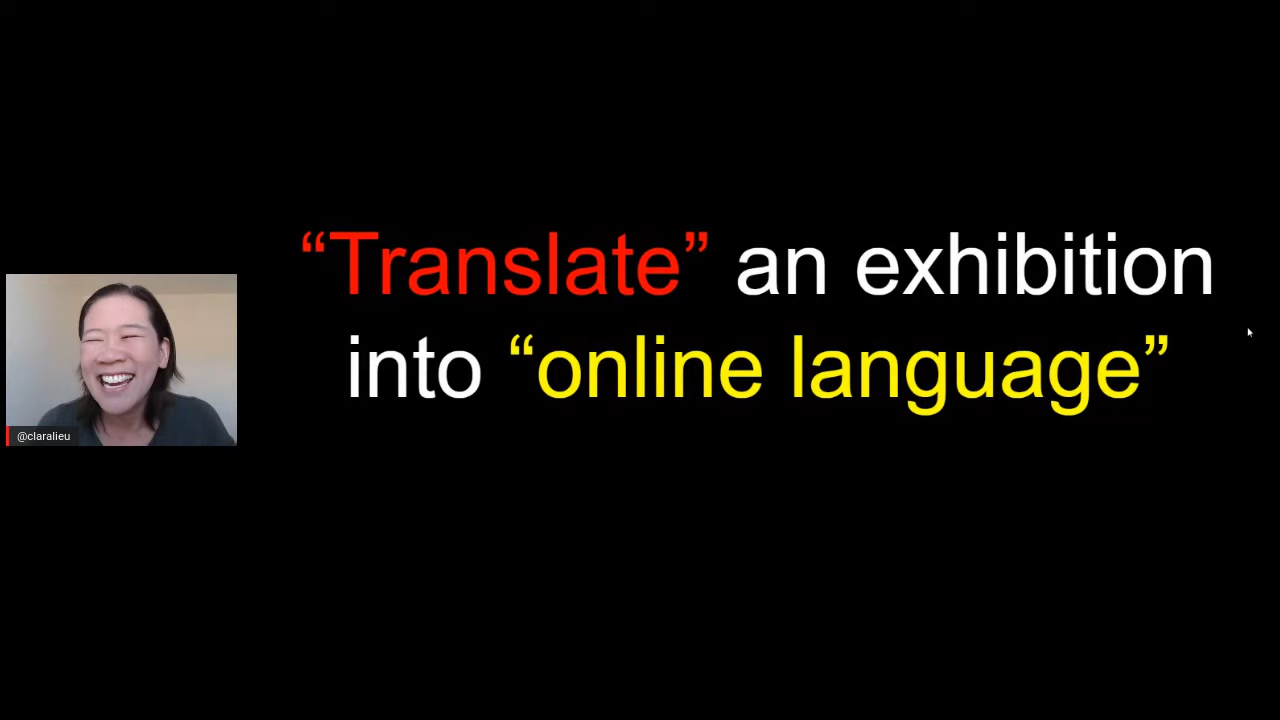 “Translate” an exhibition
into “online language”
@claralieu